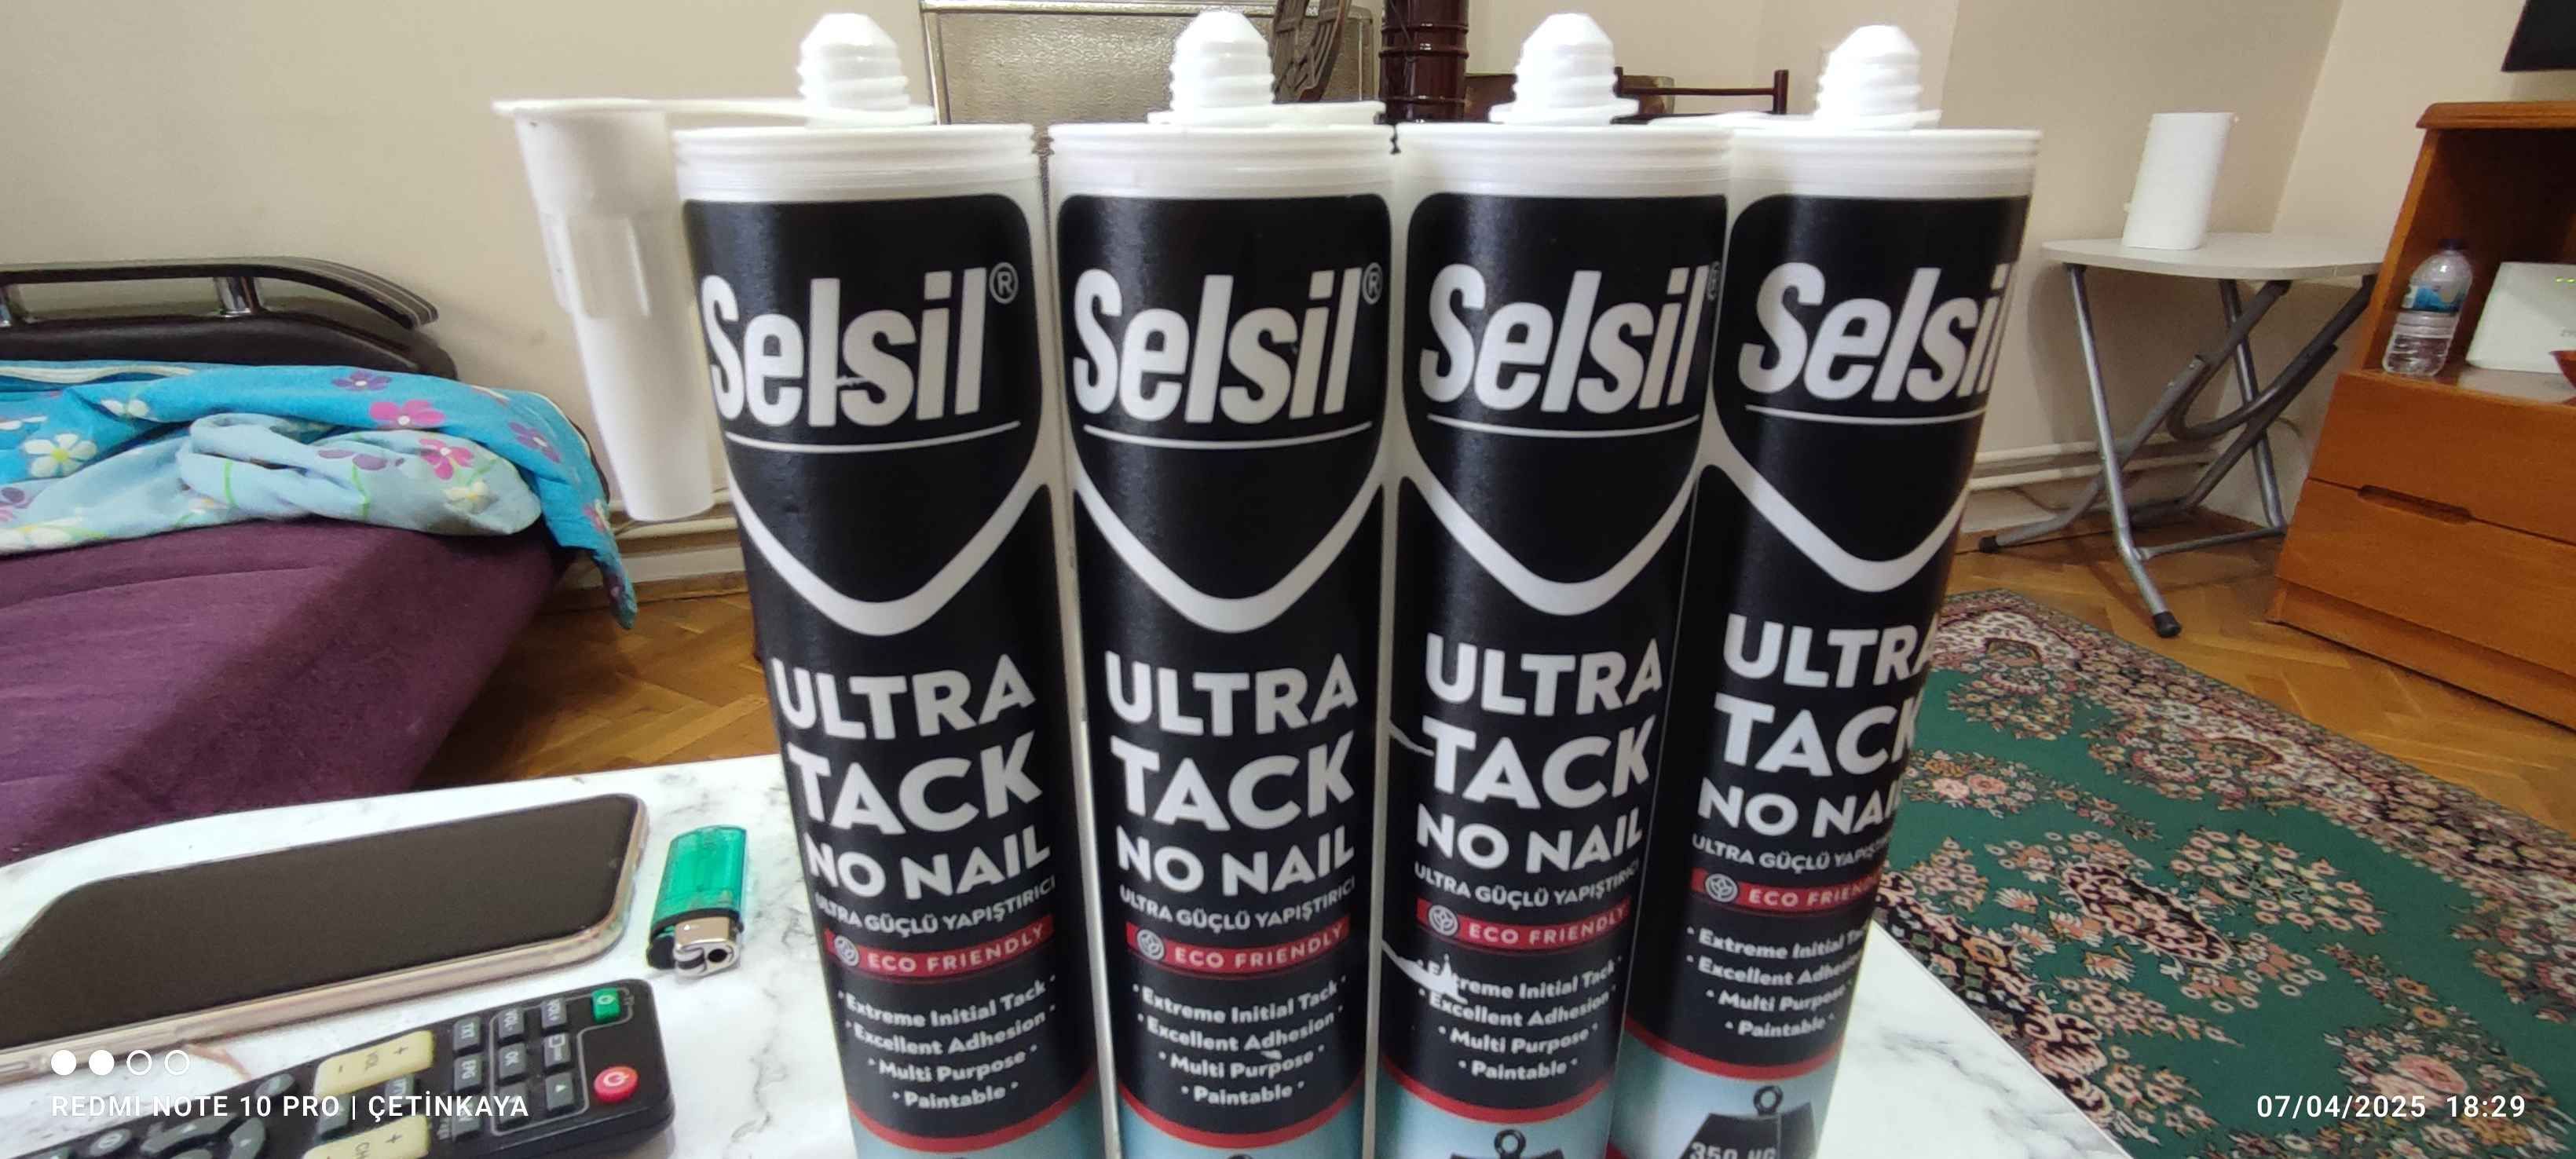 Selsil®
ULTRA
TACK
NO NAIL
ULTRA GÜÇLÜ YAPIŞTIRICI
ECO FRIENDLY
• Extreme Initial Tack •
• Excellent Adhesion •
• Multi Purpose •
• Paintable •
Selsil®
ULTRA
TACK
NO NAIL
ULTRA GÜÇLÜ YAPIŞTIRICI
ECO FRIENDLY
• Extreme Initial Tack •
• Excellent Adhesion •
• Multi Purpose •
• Paintable •
Selsil®
ULTRA
TACK
NO NAIL
ULTRA GÜÇLÜ YAPIŞTIRICI
ECO FRIENDLY
• Extreme Initial Tack •
• Excellent Adhesion •
• Multi Purpose •
• Paintable •
Selsil
ULTRA
TACK
NO NAIL
ULTRA GÜÇLÜ
ECO
• Extreme Initial
• Excellent
• Multi Purpose •
• Paintable •
350
VOL
REDMI NOTE 10 PRO | ÇETİNKAYA
07/04/2025 18:29